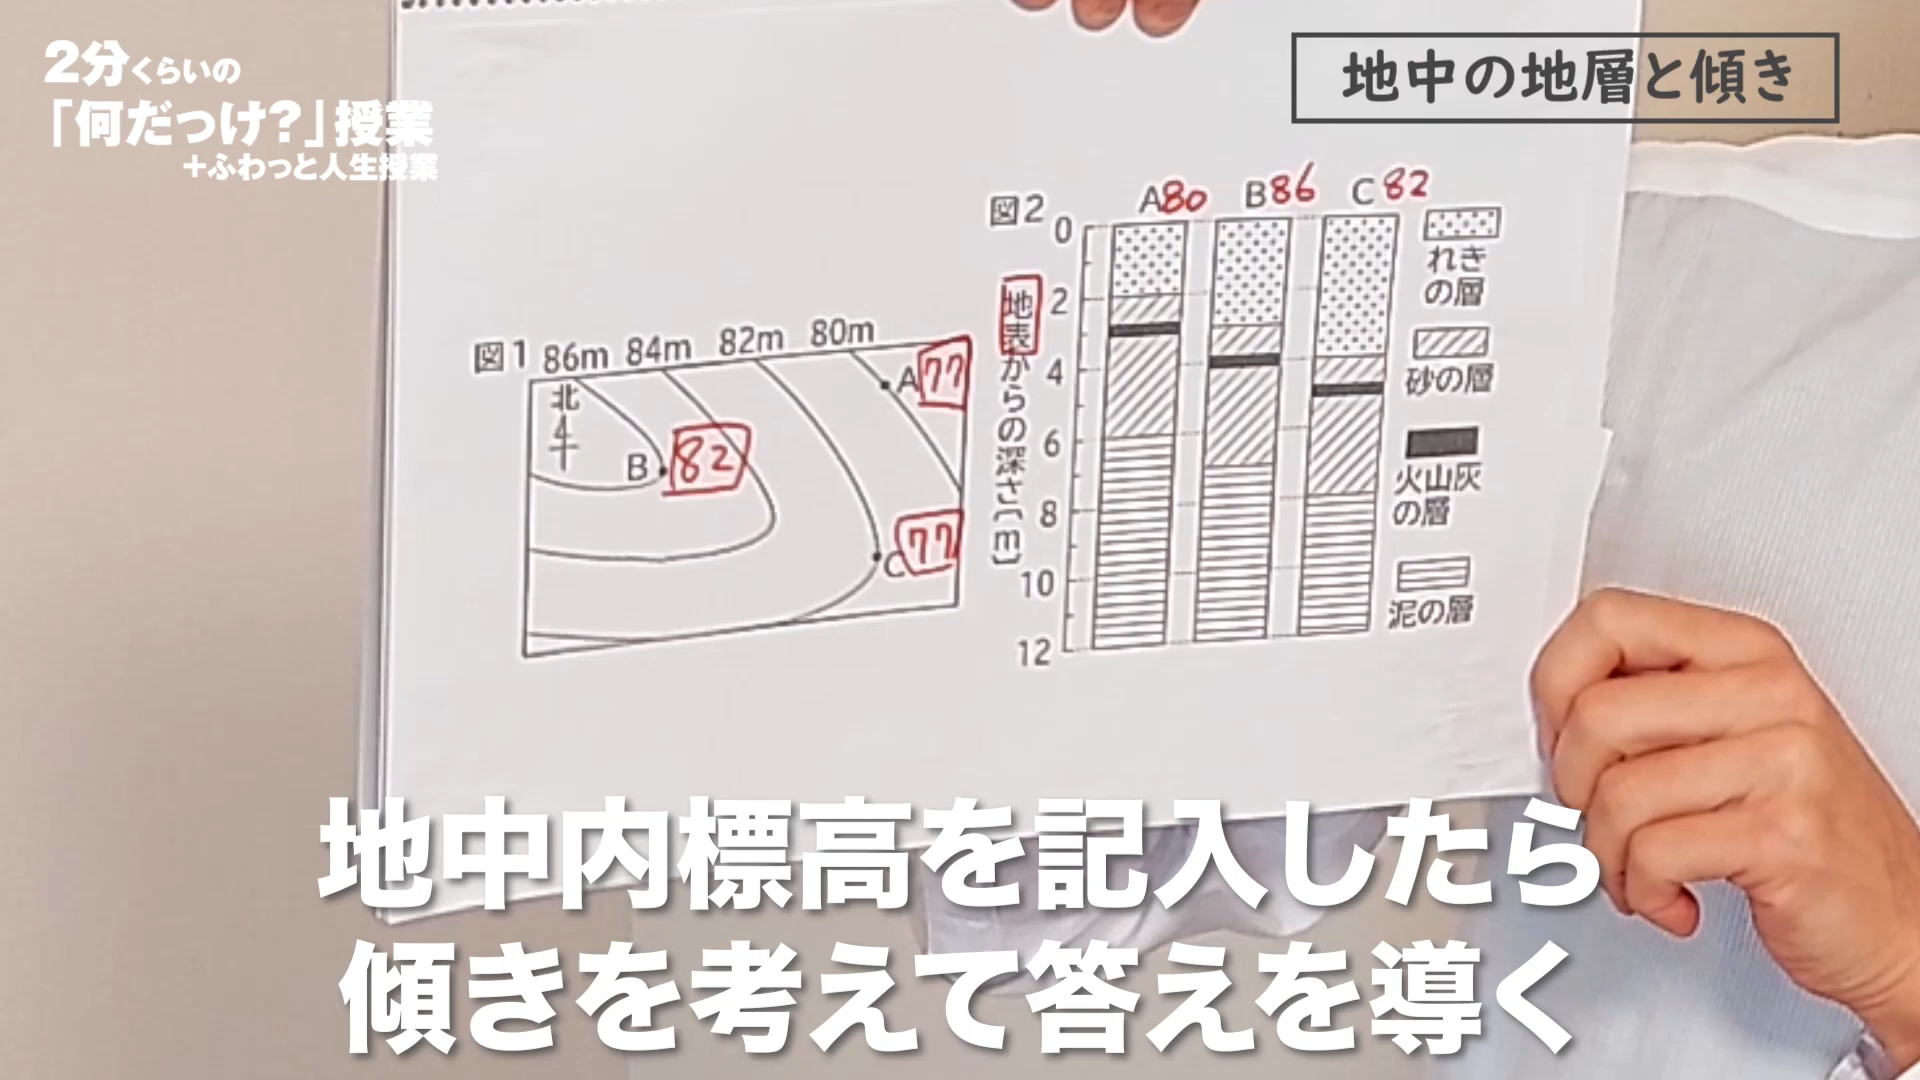 2分くらいの
「何だっけ?」授業
+ふわっと人生授業
地中の地層と傾き
図1
86m 84m 82m 80m
北
A 77
B 82
C 77
図2
A80 B86 C82
地表からの深さ〔m〕
0
2
4
6
8
10
12
れき
の層
砂の層
火山灰
の層
泥の層
地中内標高を記入したら
傾きを考えて答えを導く